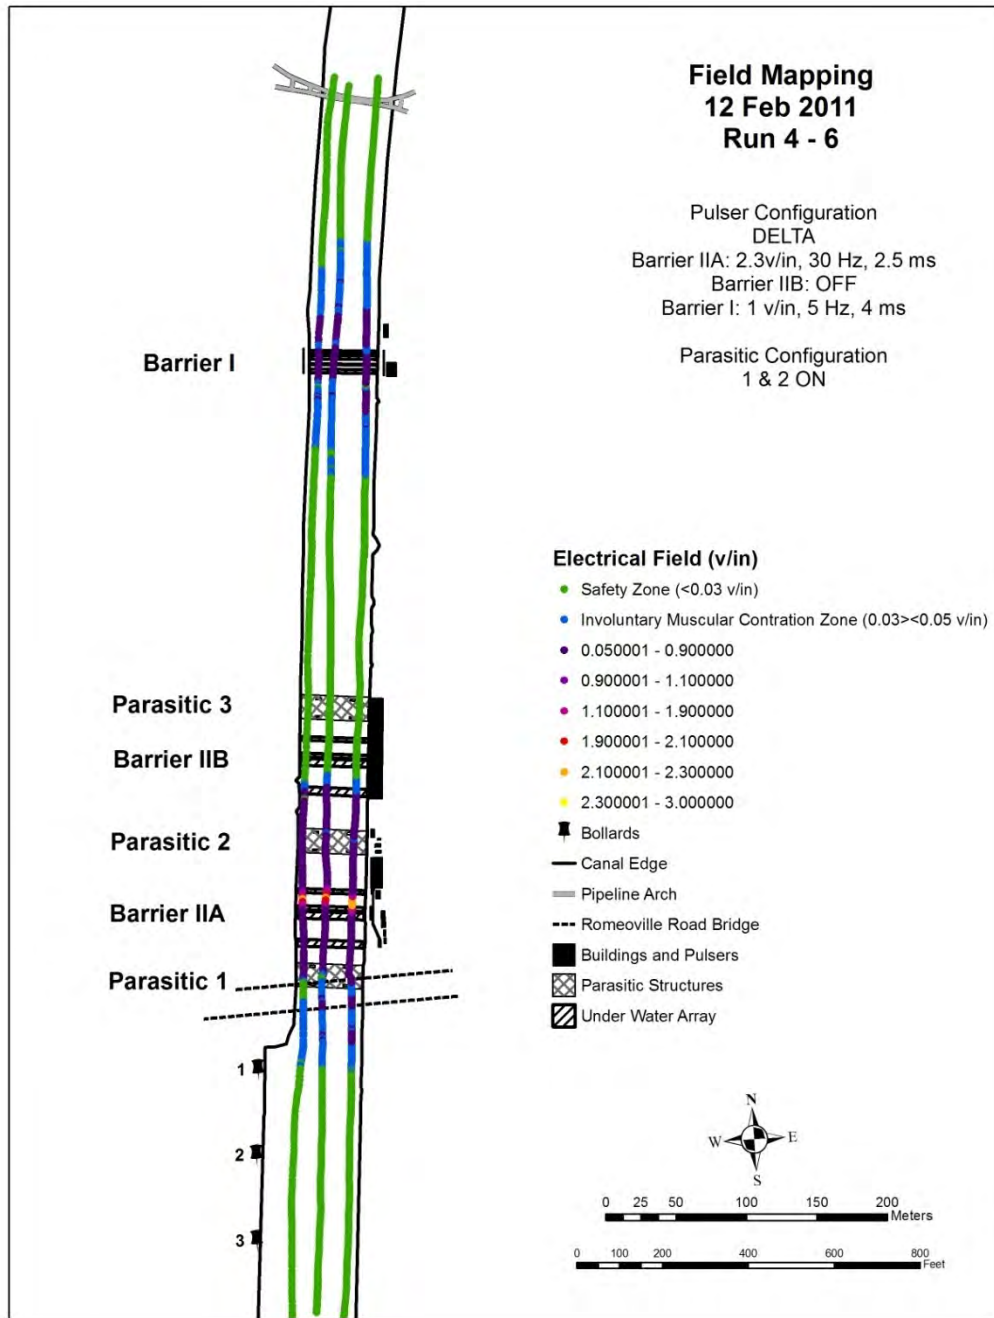 Field Mapping
12 Feb 2011
Run 4 - 6
Pulser Configuration
DELTA
Barrier IIA: 2.3v/in, 30 Hz, 2.5 ms
Barrier IIB: OFF
Barrier I: 1 v/in, 5 Hz, 4 ms
Parasitic Configuration
1 & 2 ON
Barrier I
Parasitic 3
Barrier IIB
Parasitic 2
Barrier IIA
Parasitic 1
1
2
3
Electrical Field (v/in)
Safety Zone (<0.03 v/in)
Involuntary Muscular Contration Zone (0.03><0.05 v/in)
0.050001 - 0.900000
0.900001 - 1.100000
1.100001 - 1.900000
1.900001 - 2.100000
2.100001 - 2.300000
2.300001 - 3.000000
Bollards
Canal Edge
Pipeline Arch
Romeoville Road Bridge
Buildings and Pulsers
Parasitic Structures
Under Water Array
N
W E
S
0 25 50 100 150 200
Meters
0 100 200 400 600 800
Feet